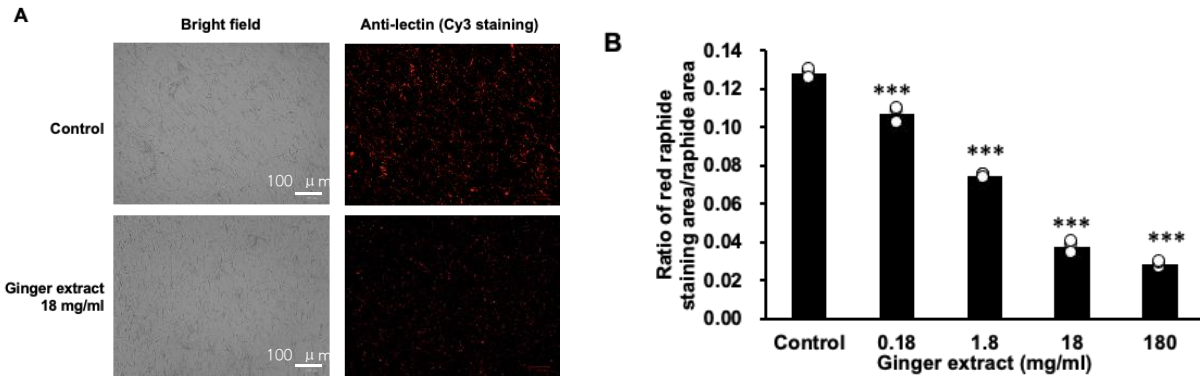 A
Bright field
Anti-lectin (Cy3 staining)
Control
100 μm
Ginger extract
18 mg/ml
100 μm
B
Ratio of red raphide
staining area/raphide area
0.14
0.12
0.10
0.08
0.06
0.04
0.02
0.00
***
***
***
***
Control
0.18
1.8
18
180
Ginger extract (mg/ml)